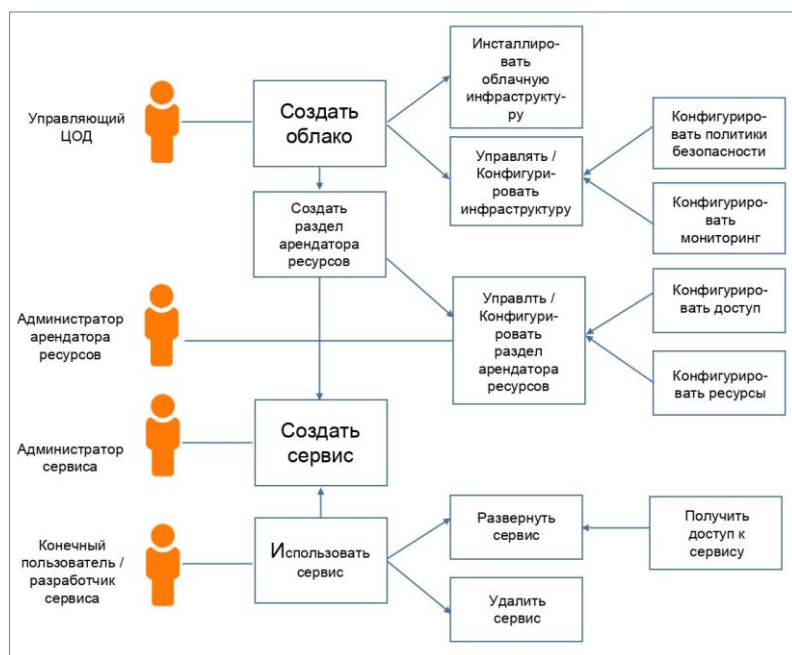 Управляющий
ЦОД
Создать
облако
Инсталлиро-
вать
облачную
инфраструкту-
ру
Управлять /
Конфигури-
ровать
инфраструктуру
Конфигуриро-
вать политики
безопасности
Конфигуриро-
вать
мониторинг
Создать
раздел
арендатора
ресурсов
Администратор
арендатора
ресурсов
Управлть /
Конфигури-
ровать
раздел
арендатора
ресурсов
Конфигуриро-
вать доступ
Конфигуриро-
вать ресурсы
Администратор
сервиса
Создать
сервис
Конечный
пользователь /
разработчик
сервиса
Использовать
сервис
Развернуть
сервис
Получить
доступ к
сервису
Удалить
сервис